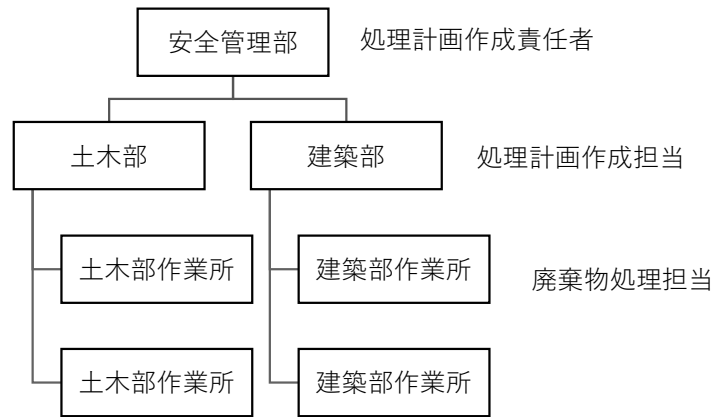 安全管理部
処理計画作成責任者
土木部
建築部
処理計画作成担当
土木部作業所
建築部作業所
廃棄物処理担当
土木部作業所
建築部作業所